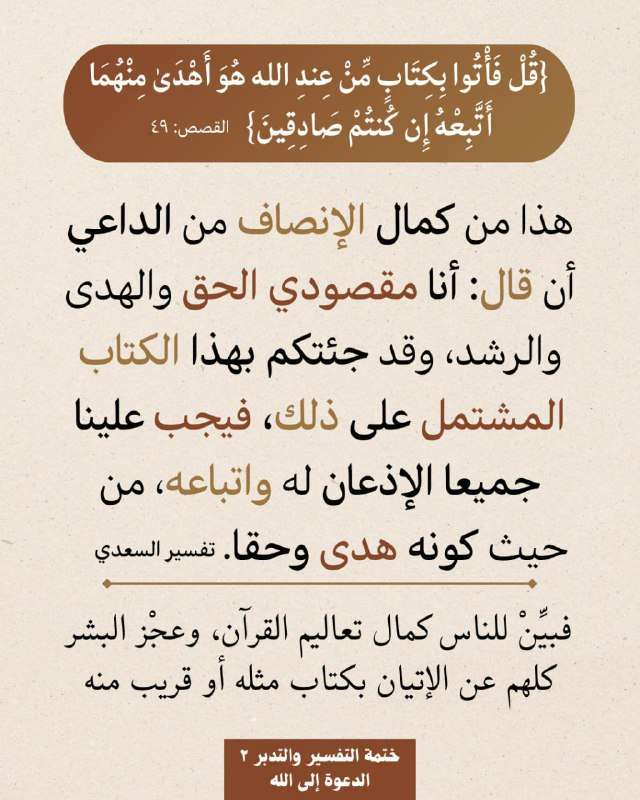 {قُلْ فَأْتُوا بِكِتَابٍ مِّنْ عِندِ الله هُوَ أَهْدَىٰ مِنْهُمَا
أَتَّبِعْهُ إِن كُنتُمْ صَادِقِينَ} القصص: ٤٩
هذا من كمال الإنصاف من الداعي
أن قال: أنا مقصودي الحق والهدى
والرشد، وقد جئتكم بهذا الكتاب
المشتمل على ذلك، فيجب علينا
جميعا الإذعان له واتباعه، من
حيث كونه هدى وحقا. تفسير السعدي
فبيِّنْ للناس كمال تعاليم القرآن، وعجْز البشر
كلهم عن الإتيان بكتاب مثله أو قريب منه
ختمة التفسير والتدبر ٢
الدعوة إلى الله